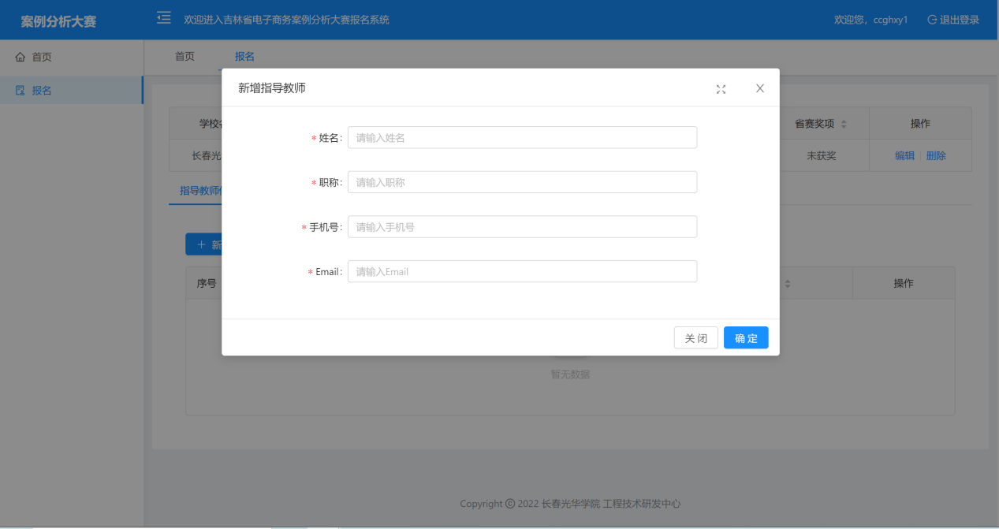 案例分析大赛
欢迎进入吉林省电子商务案例分析大赛报名系统
欢迎您，ccghxy1
退出登录
首页
报名
首页
报名
新增指导教师
* 姓名:
请输入姓名
* 职称:
请输入职称
* 手机号:
请输入手机号
* Email:
请输入Email
关 闭
确 定
学校
省赛奖项
操作
长春光
未获奖
编辑
删除
指导教师
+ 新
序号
操作
暂无数据
Copyright © 2022 长春光华学院 工程技术研发中心